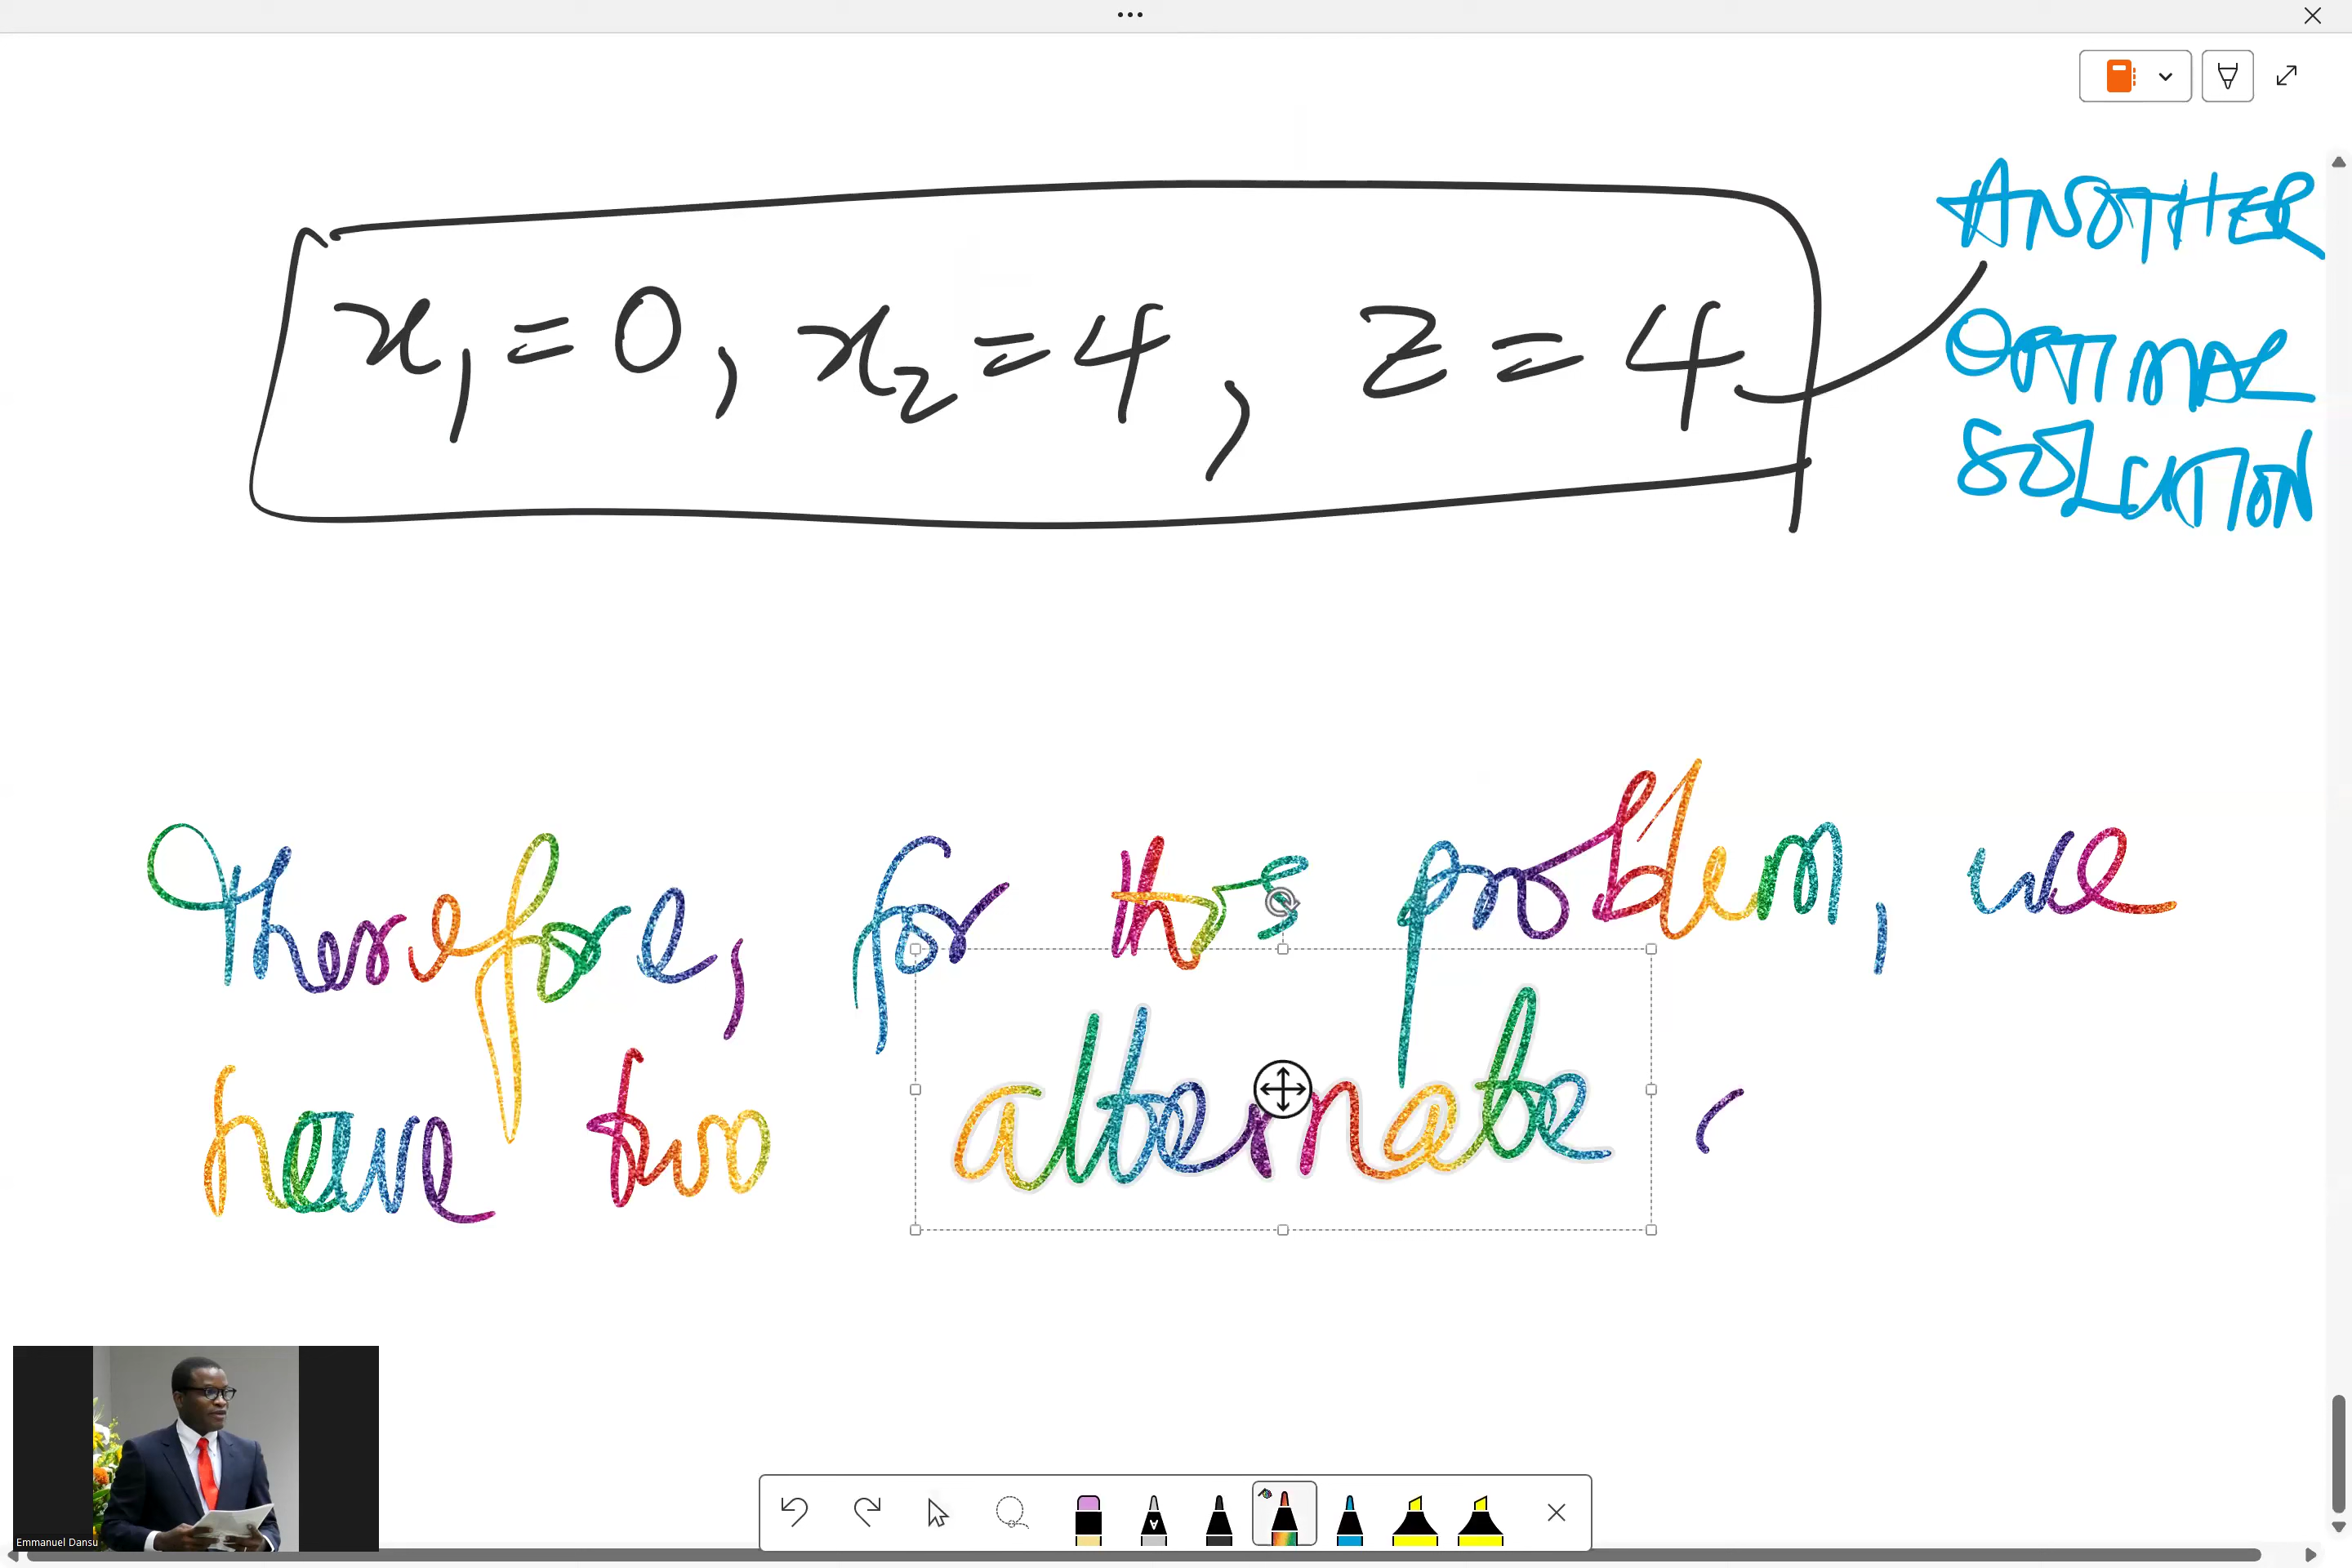 x₁ = 0, x₂ = 4, z = 4
ANOTHER
OPTIMAL
SOLUTION
Therefore, for this problem, we
have two alternate
Emmanuel Dansu